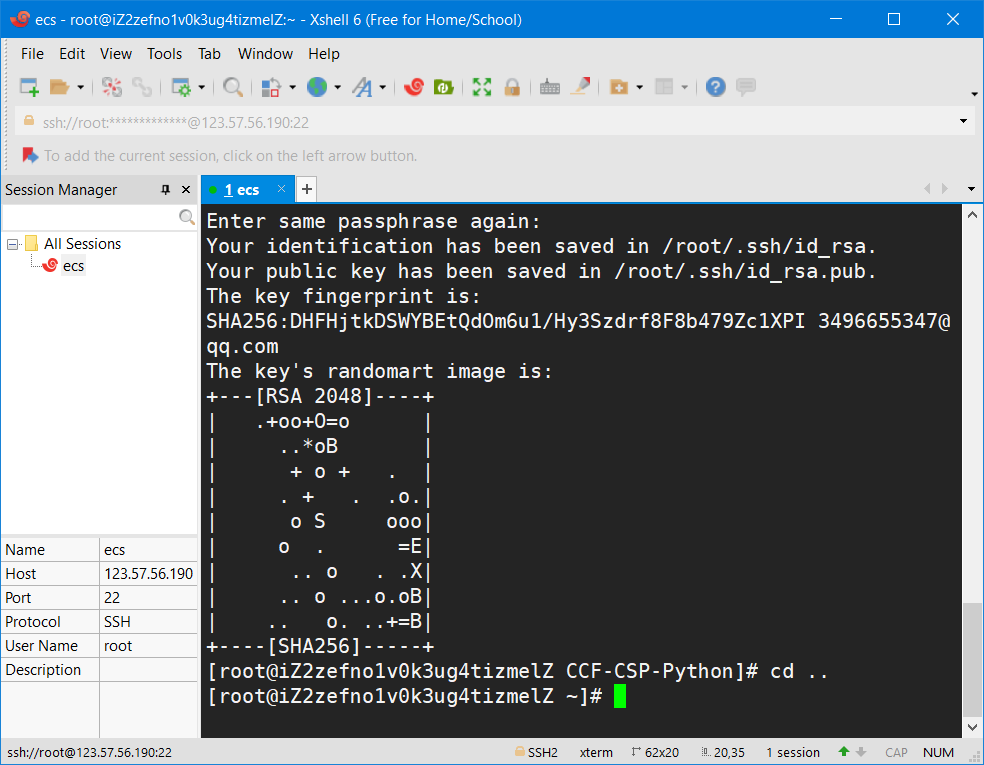 ecs - root@iZ2zefno1v0k3ug4tizmelZ:~ - Xshell 6 (Free for Home/School)
File Edit View Tools Tab Window Help
ssh://root:*************@123.57.56.190:22
To add the current session, click on the left arrow button.
Session Manager
1 ecs
+
All Sessions
ecs
Enter same passphrase again:
Your identification has been saved in /root/.ssh/id_rsa.
Your public key has been saved in /root/.ssh/id_rsa.pub.
The key fingerprint is:
SHA256:DHFHjtkDSWYBEtQdOm6u1/Hy3Szdrf8F8b479Zc1XPI 3496655347@
qq.com
The key's randomart image is:
+---[RSA 2048]----+
|   .+oo+O=o      |
|     ..*oB       |
|      + o +   .  |
|     . +   .  .o.|
|      o S     ooo|
|     o  .      =E|
|      .. o   . .X|
|     .. o ...o.oB|
|    ..   o. ..+=B|
+----[SHA256]-----+
[root@iZ2zefno1v0k3ug4tizmelZ CCF-CSP-Python]# cd ..
[root@iZ2zefno1v0k3ug4tizmelZ ~]#
Name ecs
Host 123.57.56.190
Port 22
Protocol SSH
User Name root
Description
ssh://root@123.57.56.190:22 SSH2 xterm 62x20 20,35 1 session CAP NUM